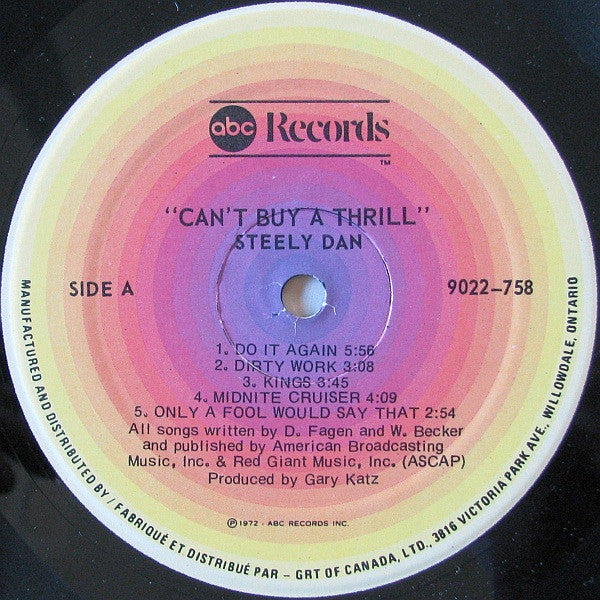 abc Records
TM
"CAN'T BUY A THRILL"
STEELY DAN
SIDE A
9022-758
1. DO IT AGAIN 5:56
2. DIRTY WORK 3:08
3. KINGS 3:45
4. MIDNITE CRUISER 4:09
5. ONLY A FOOL WOULD SAY THAT 2:54
All songs written by D. Fagen and W. Becker
and published by American Broadcasting
Music, Inc. & Red Giant Music, Inc. (ASCAP)
Produced by Gary Katz
℗ 1972 - ABC RECORDS INC.
MANUFACTURED AND DISTRIBUTED BY / FABRIQUÉ ET DISTRIBUÉ PAR - GRT OF CANADA, LTD., 3816 VICTORIA PARK AVE., WILLOWDALE, ONTARIO